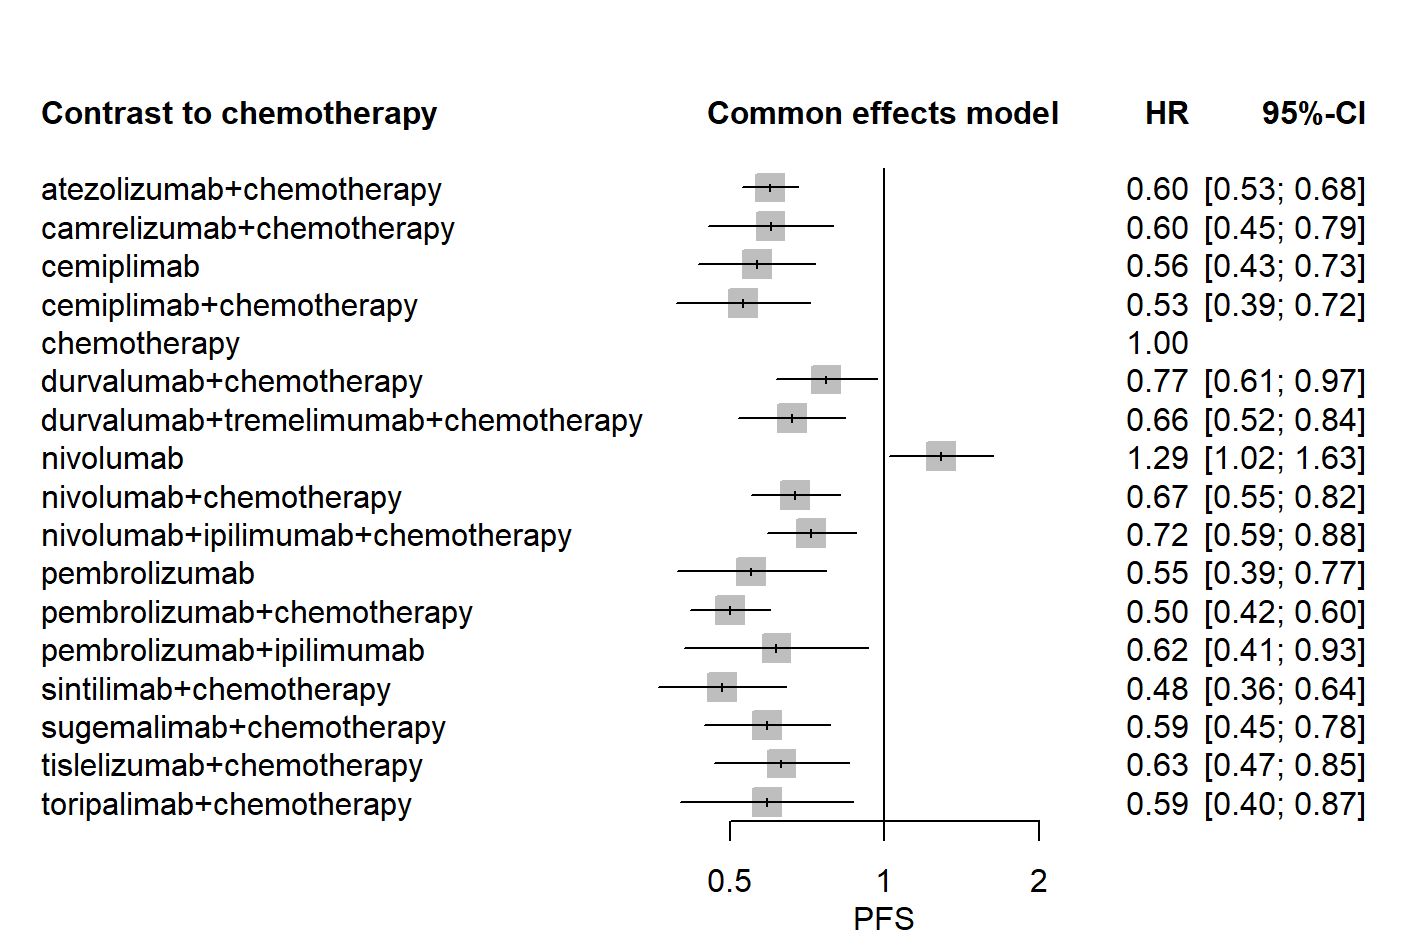 Contrast to chemotherapy Common effects model HR 95%-CI
atezolizumab+chemotherapy 0.60 [0.53; 0.68]
camrelizumab+chemotherapy 0.60 [0.45; 0.79]
cemiplimab 0.56 [0.43; 0.73]
cemiplimab+chemotherapy 0.53 [0.39; 0.72]
chemotherapy 1.00
durvalumab+chemotherapy 0.77 [0.61; 0.97]
durvalumab+tremelimumab+chemotherapy 0.66 [0.52; 0.84]
nivolumab 1.29 [1.02; 1.63]
nivolumab+chemotherapy 0.67 [0.55; 0.82]
nivolumab+ipilimumab+chemotherapy 0.72 [0.59; 0.88]
pembrolizumab 0.55 [0.39; 0.77]
pembrolizumab+chemotherapy 0.50 [0.42; 0.60]
pembrolizumab+ipilimumab 0.62 [0.41; 0.93]
sintilimab+chemotherapy 0.48 [0.36; 0.64]
sugemalimab+chemotherapy 0.59 [0.45; 0.78]
tislelizumab+chemotherapy 0.63 [0.47; 0.85]
toripalimab+chemotherapy 0.59 [0.40; 0.87]
0.5 1 2
PFS